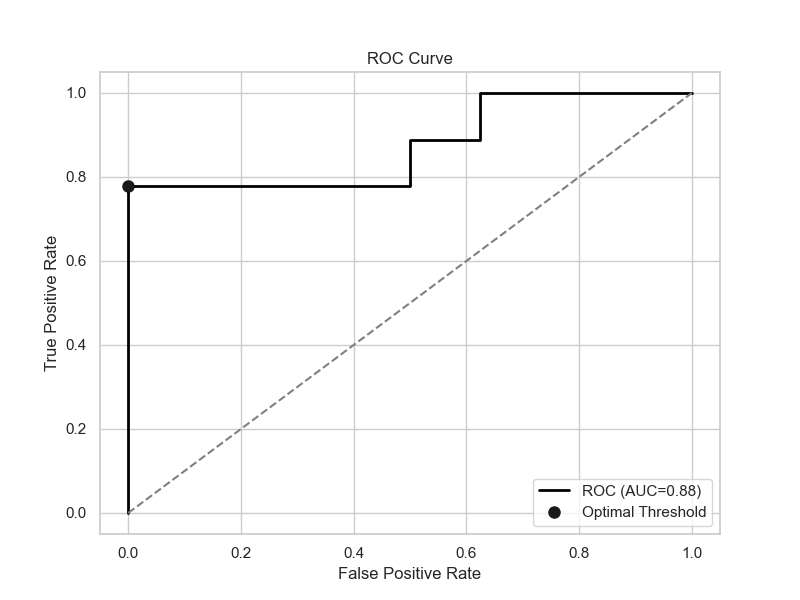 ROC Curve
1.0
0.8
0.6
0.4
0.2
0.0
True Positive Rate
0.0 0.2 0.4 0.6 0.8 1.0
False Positive Rate
ROC (AUC=0.88)
Optimal Threshold